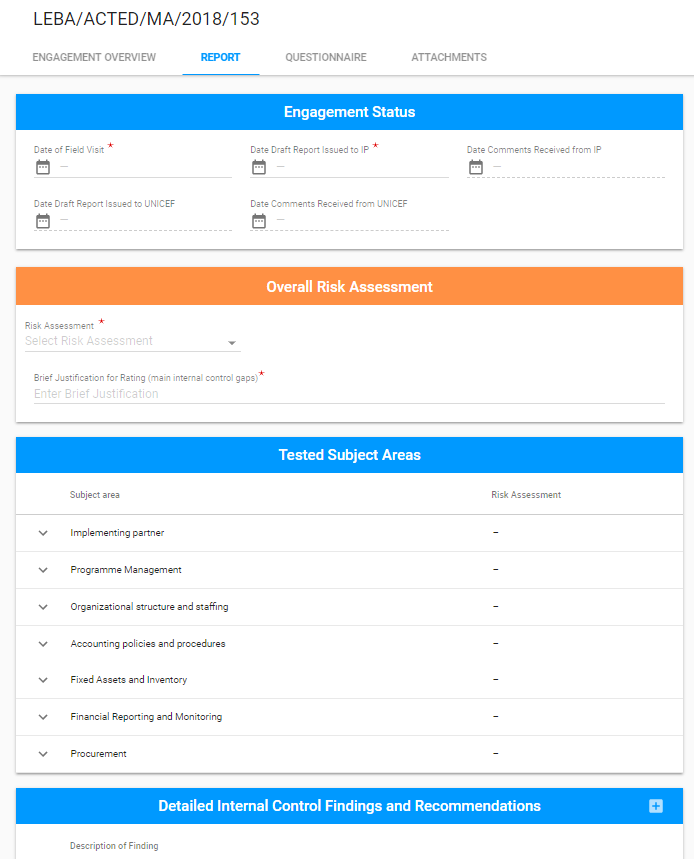 LEBA/ACTED/MA/2018/153
ENGAGEMENT OVERVIEW REPORT QUESTIONNAIRE ATTACHMENTS
Engagement Status
Date of Field Visit * Date Draft Report Issued to IP * Date Comments Received from IP
— — —
Date Draft Report Issued to UNICEF Date Comments Received from UNICEF
— —
Overall Risk Assessment
Risk Assessment *
Select Risk Assessment
Brief Justification for Rating (main internal control gaps) *
Enter Brief Justification
Tested Subject Areas
Subject area Risk Assessment
Implementing partner –
Programme Management –
Organizational structure and staffing –
Accounting policies and procedures –
Fixed Assets and Inventory –
Financial Reporting and Monitoring –
Procurement –
Detailed Internal Control Findings and Recommendations
Description of Finding